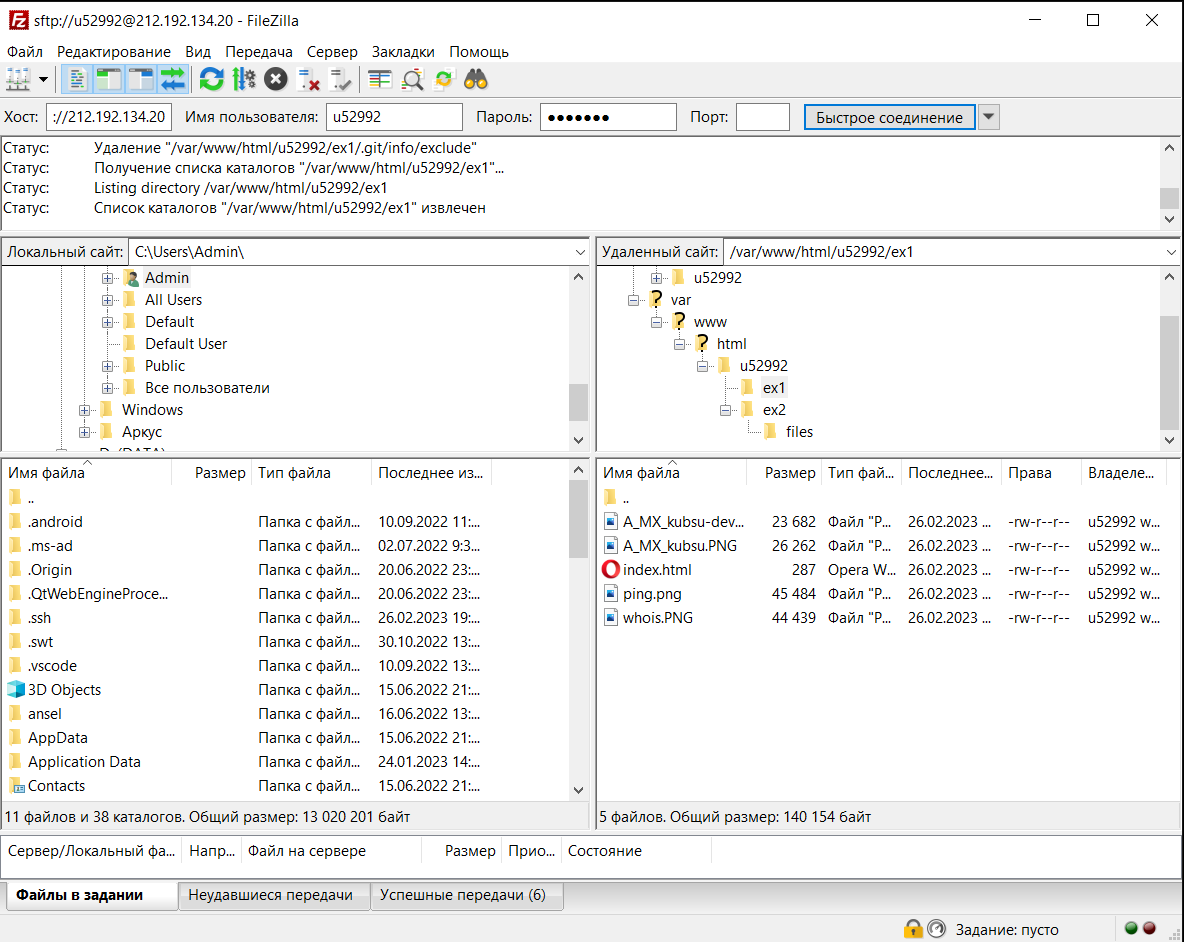 sftp://u52992@212.192.134.20 - FileZilla
Файл Редактирование Вид Передача Сервер Закладки Помощь
Хост: ://212.192.134.20 Имя пользователя: u52992 Пароль: ●●●●●●● Порт: Быстрое соединение
Статус: Удаление "/var/www/html/u52992/ex1/.git/info/exclude"
Статус: Получение списка каталогов "/var/www/html/u52992/ex1"...
Статус: Listing directory /var/www/html/u52992/ex1
Статус: Список каталогов "/var/www/html/u52992/ex1" извлечен
Локальный сайт: C:\Users\Admin\
Admin
All Users
Default
Default User
Public
Все пользователи
Windows
Аркус
D: (DATA)
Удаленный сайт: /var/www/html/u52992/ex1
u52992
var
www
html
u52992
ex1
ex2
files
Имя файла Размер Тип файла Последнее из...
..
.android Папка с файл... 10.09.2022 11:...
.ms-ad Папка с файл... 02.07.2022 9:3...
.Origin Папка с файл... 20.06.2022 23:...
.QtWebEngineProce... Папка с файл... 20.06.2022 23:...
.ssh Папка с файл... 26.02.2023 19:...
.swt Папка с файл... 30.10.2022 13:...
.vscode Папка с файл... 10.09.2022 13:...
3D Objects Папка с файл... 15.06.2022 21:...
ansel Папка с файл... 16.06.2022 13:...
AppData Папка с файл... 15.06.2022 21:...
Application Data Папка с файл... 24.01.2023 14:...
Contacts Папка с файл... 15.06.2022 21:...
11 файлов и 38 каталогов. Общий размер: 13 020 201 байт
Имя файла Размер Тип фай... Последнее... Права Владеле...
..
A_MX_kubsu-dev... 23 682 Файл "P... 26.02.2023 ... -rw-r--r-- u52992 w...
A_MX_kubsu.PNG 26 262 Файл "P... 26.02.2023 ... -rw-r--r-- u52992 w...
index.html 287 Opera W... 26.02.2023 ... -rw-r--r-- u52992 w...
ping.png 45 484 Файл "P... 26.02.2023 ... -rw-r--r-- u52992 w...
whois.PNG 44 439 Файл "P... 26.02.2023 ... -rw-r--r-- u52992 w...
5 файлов. Общий размер: 140 154 байт
Сервер/Локальный фа... Напр... Файл на сервере Размер Прио... Состояние
Файлы в задании Неудавшиеся передачи Успешные передачи (6)
Задание: пусто